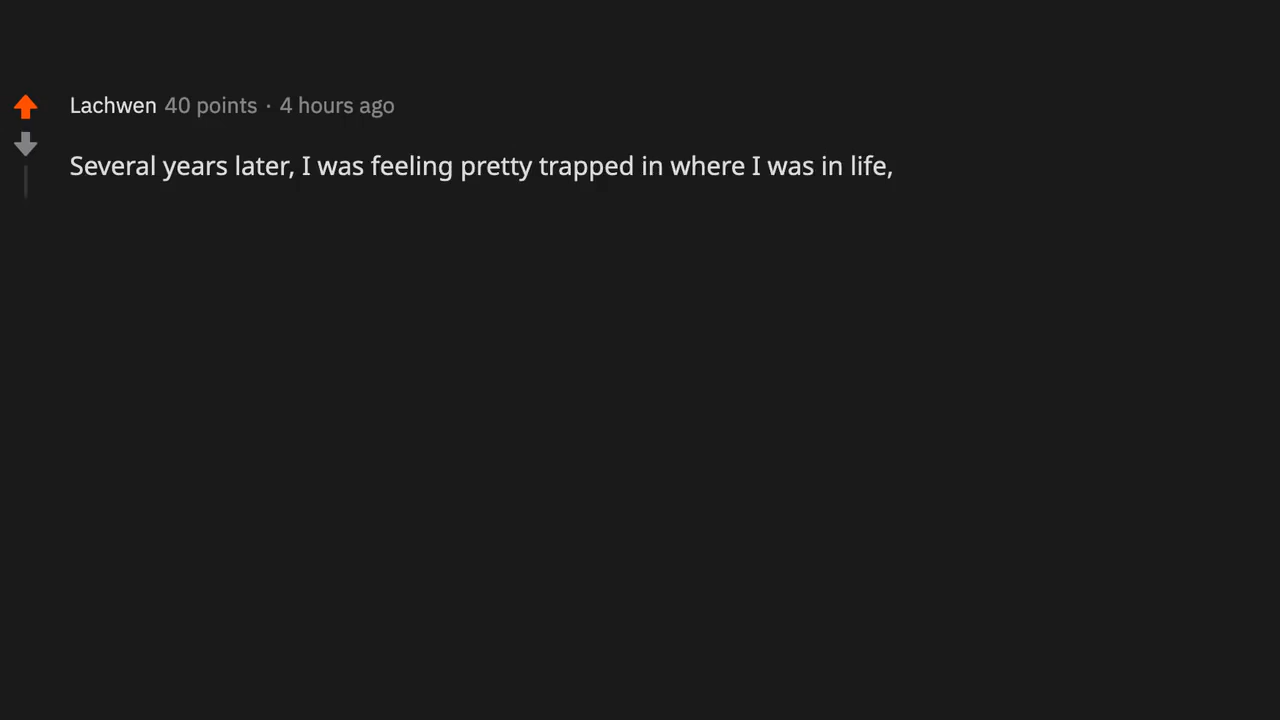 Lachwen 40 points · 4 hours ago
Several years later, I was feeling pretty trapped in where I was in life,